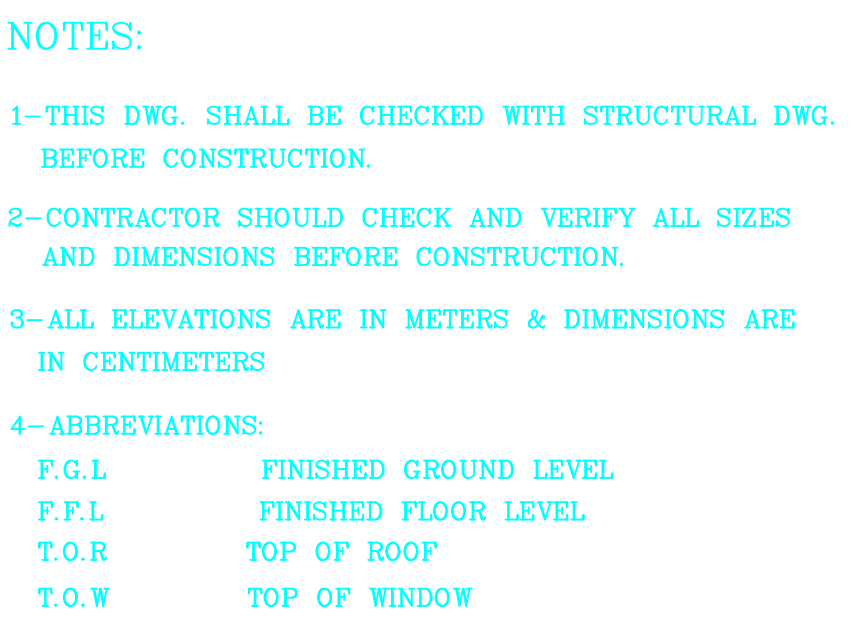 NOTES:
1-THIS DWG. SHALL BE CHECKED WITH STRUCTURAL DWG.
BEFORE CONSTRUCTION.
2-CONTRACTOR SHOULD CHECK AND VERIFY ALL SIZES
AND DIMENSIONS BEFORE CONSTRUCTION.
3-ALL ELEVATIONS ARE IN METERS & DIMENSIONS ARE
IN CENTIMETERS
4-ABBREVIATIONS:
F.G.L FINISHED GROUND LEVEL
F.F.L FINISHED FLOOR LEVEL
T.O.R TOP OF ROOF
T.O.W TOP OF WINDOW